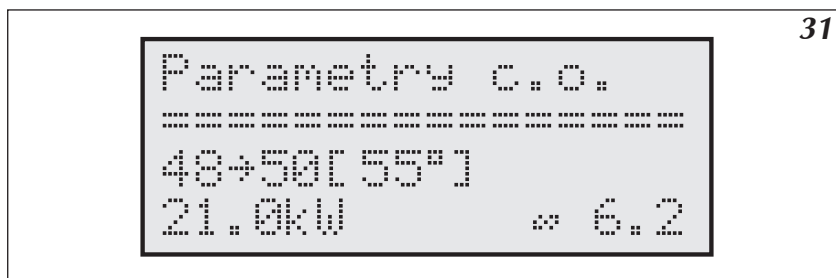 31
Parametry c.o.
================
48→50[55°]
21.0kW ∾ 6.2